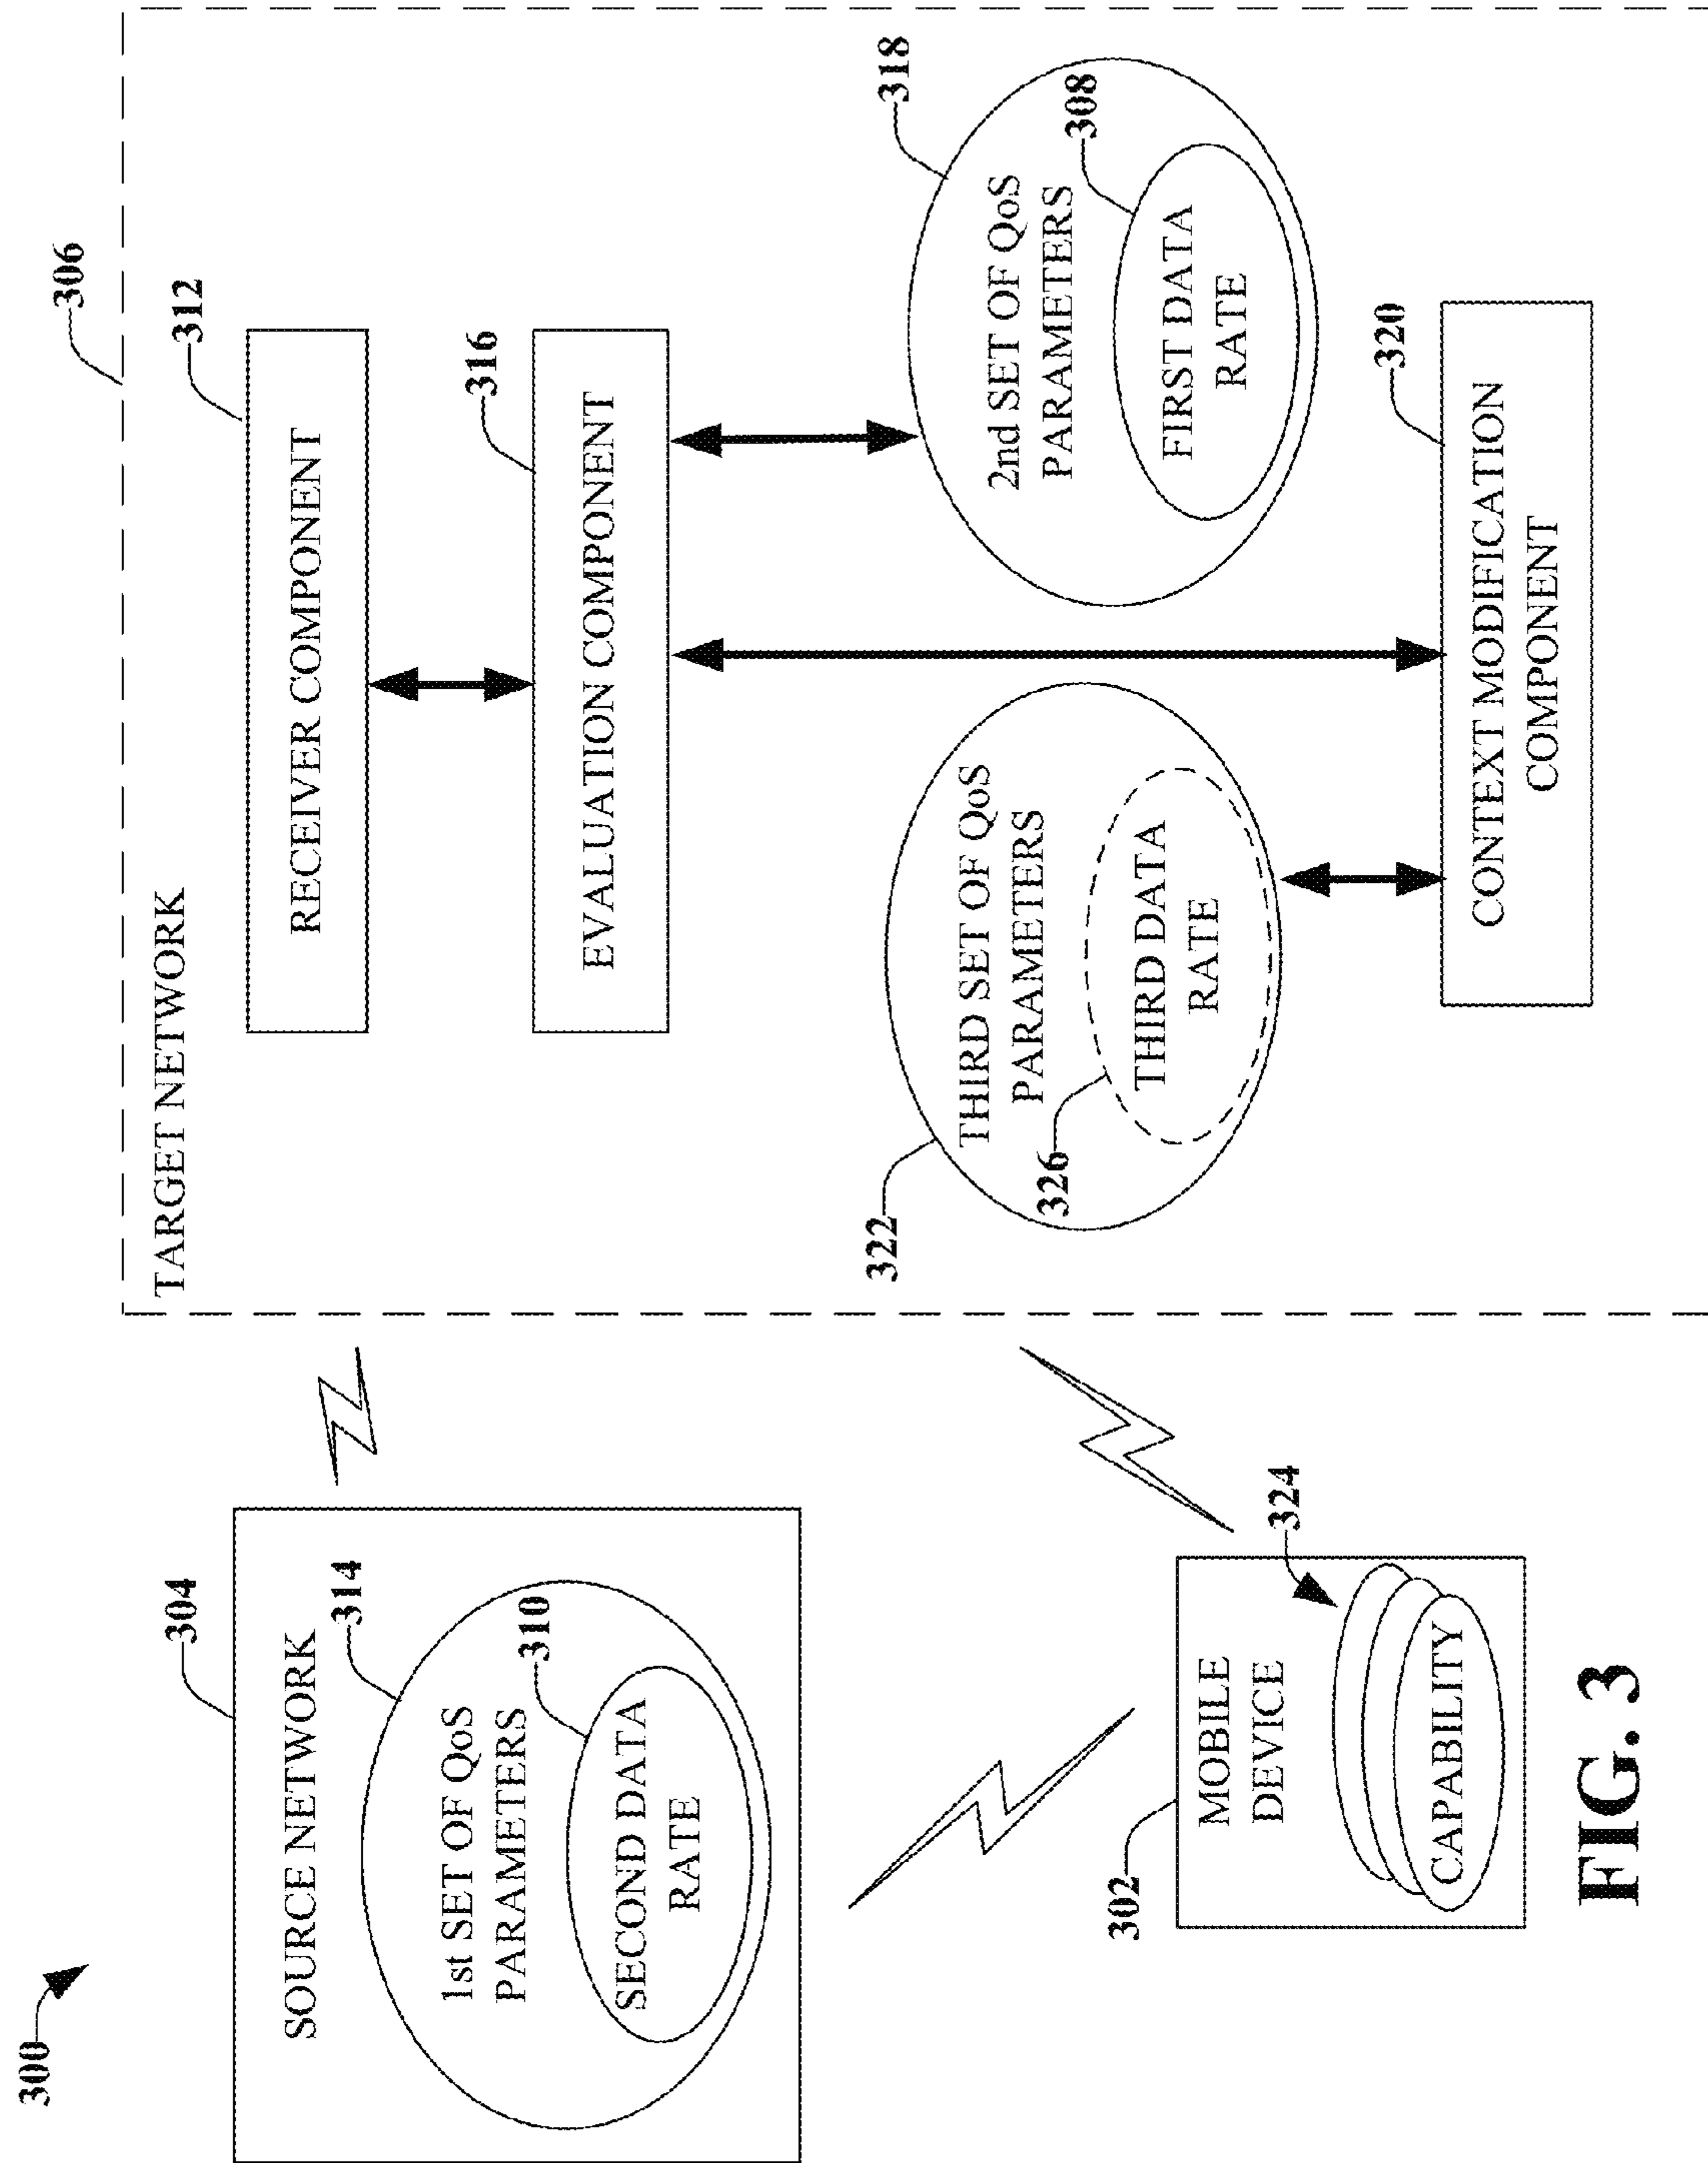 300
SOURCE NETWORK
304
1st SET OF QoS
PARAMETERS
314
SECOND DATA
RATE
310
302
MOBILE
DEVICE
CAPABILITY
324
306
TARGET NETWORK
RECEIVER COMPONENT
312
EVALUATION COMPONENT
316
THIRD SET OF QoS
PARAMETERS
322
THIRD DATA
RATE
326
2nd SET OF QoS
PARAMETERS
318
FIRST DATA
RATE
308
CONTEXT MODIFICATION
COMPONENT
320
FIG. 3